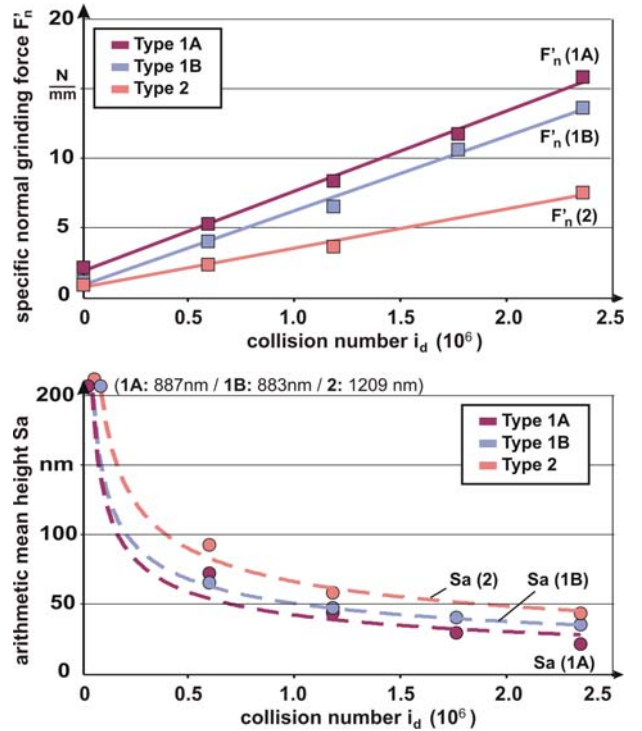 specific normal grinding force F'n
20
N
mm
10
5
0
Type 1A
Type 1B
Type 2
F'n (1A)
F'n (1B)
F'n (2)
0 0.5 1.0 1.5 2.0 2.5
collision number id (10⁶)
arithmetic mean height Sa
200
nm
100
50
0
(1A: 887nm / 1B: 883nm / 2: 1209 nm)
Type 1A
Type 1B
Type 2
Sa (2)
Sa (1B)
Sa (1A)
0 0.5 1.0 1.5 2.0 2.5
collision number id (10⁶)